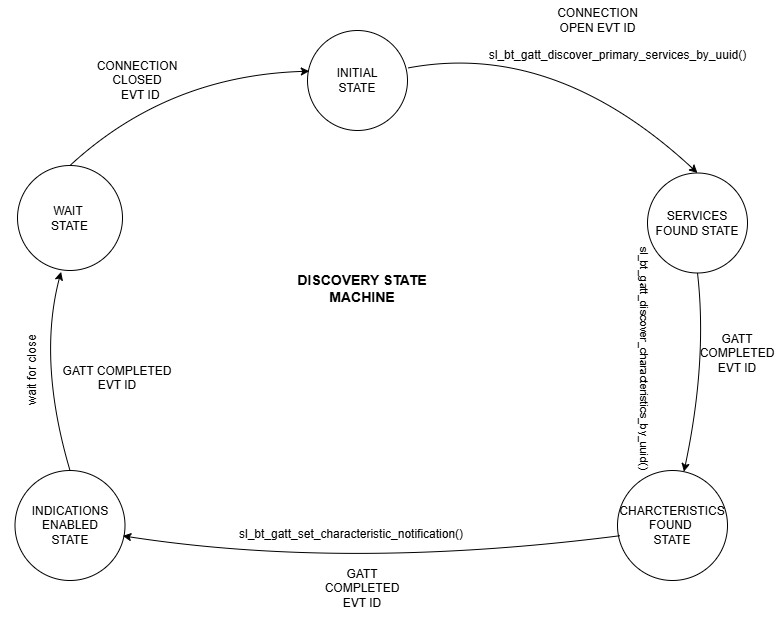 CONNECTION
OPEN EVT ID
sl_bt_gatt_discover_primary_services_by_uuid()
CONNECTION
CLOSED
EVT ID
INITIAL
STATE
WAIT
STATE
SERVICES
FOUND STATE
DISCOVERY STATE
MACHINE
sl_bt_gatt_discover_characteristics_by_uuid()
GATT
COMPLETED
EVT ID
wait for close
GATT COMPLETED
EVT ID
INDICATIONS
ENABLED
STATE
CHARCTERISTICS
FOUND
STATE
sl_bt_gatt_set_characteristic_notification()
GATT
COMPLETED
EVT ID